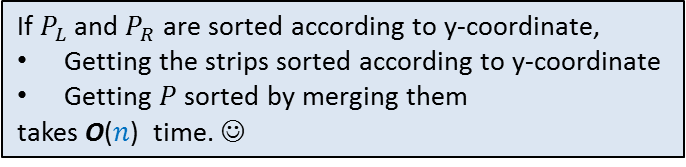 If P_L and P_R are sorted according to y-coordinate,
• Getting the strips sorted according to y-coordinate
• Getting P sorted by merging them
takes O(n) time. ☺